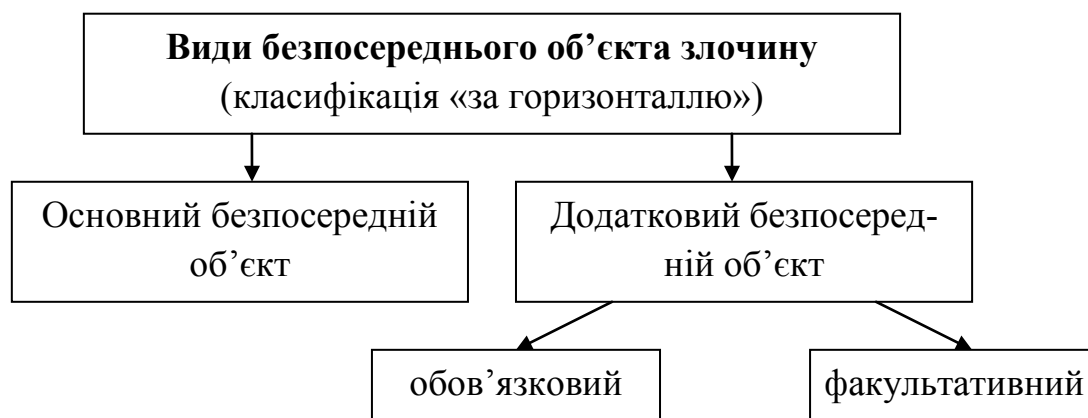 Види безпосереднього об’єкта злочину
(класифікація «за горизонталлю»)
Основний безпосередній
об’єкт
Додатковий безпосеред-
ній об’єкт
обов’язковий
факультативний